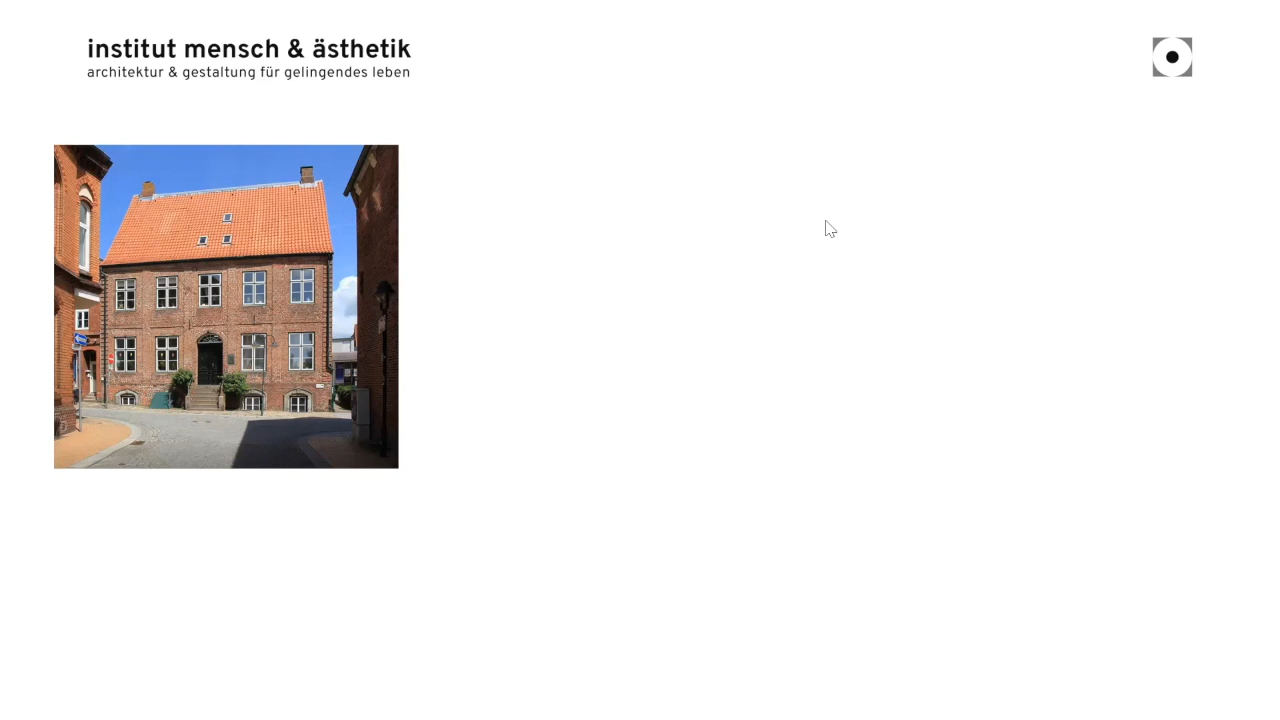 institut mensch & ästhetik
architektur & gestaltung für gelingendes leben